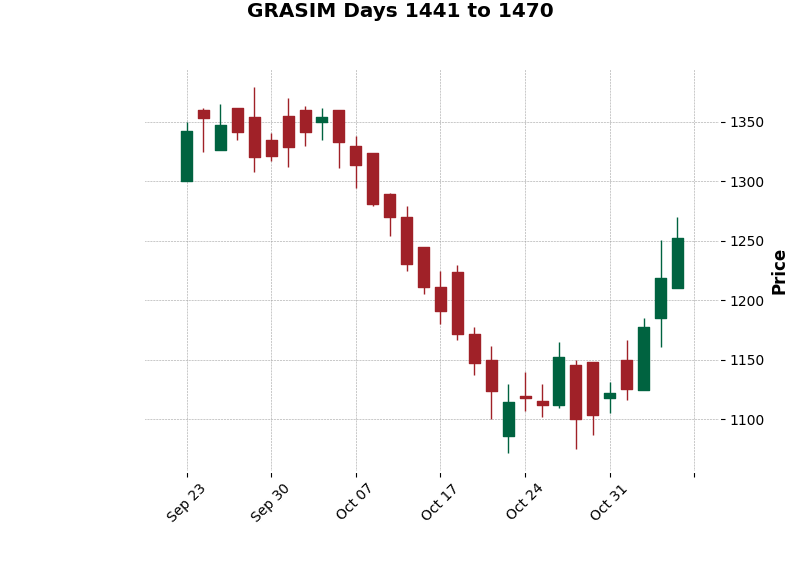 GRASIM Days 1441 to 1470
1350
1300
1250
1200
1150
1100
Price
Sep 23
Sep 30
Oct 07
Oct 17
Oct 24
Oct 31